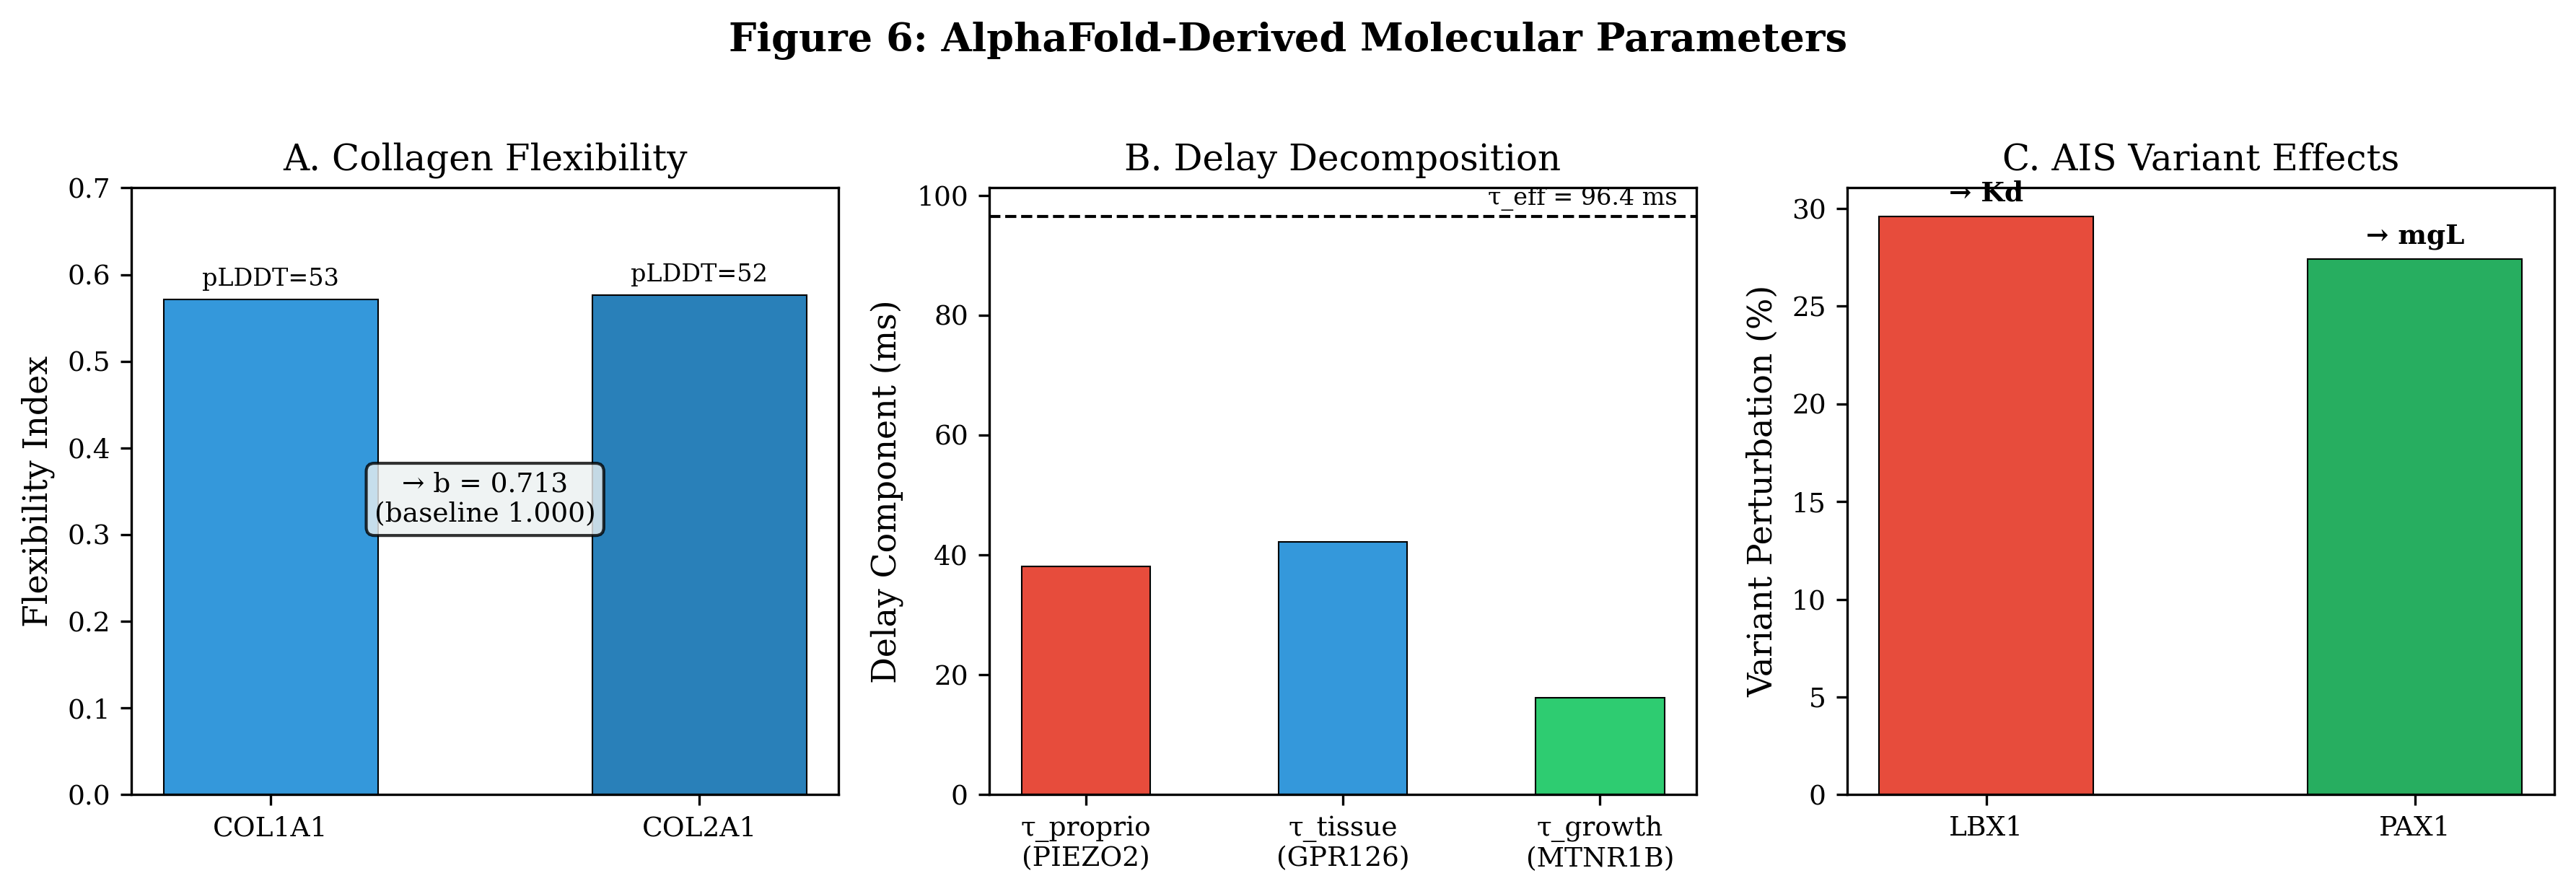 Figure 6: AlphaFold-Derived Molecular Parameters
A. Collagen Flexibility
Flexibility Index
0.7
0.6
0.5
0.4
0.3
0.2
0.1
0.0
pLDDT=53
pLDDT=52
→ b = 0.713
(baseline 1.000)
COL1A1
COL2A1
B. Delay Decomposition
Delay Component (ms)
100
80
60
40
20
0
τ_eff = 96.4 ms
τ_proprio
(PIEZO2)
τ_tissue
(GPR126)
τ_growth
(MTNR1B)
C. AIS Variant Effects
Variant Perturbation (%)
30
25
20
15
10
5
0
→ Kd
→ mgL
LBX1
PAX1